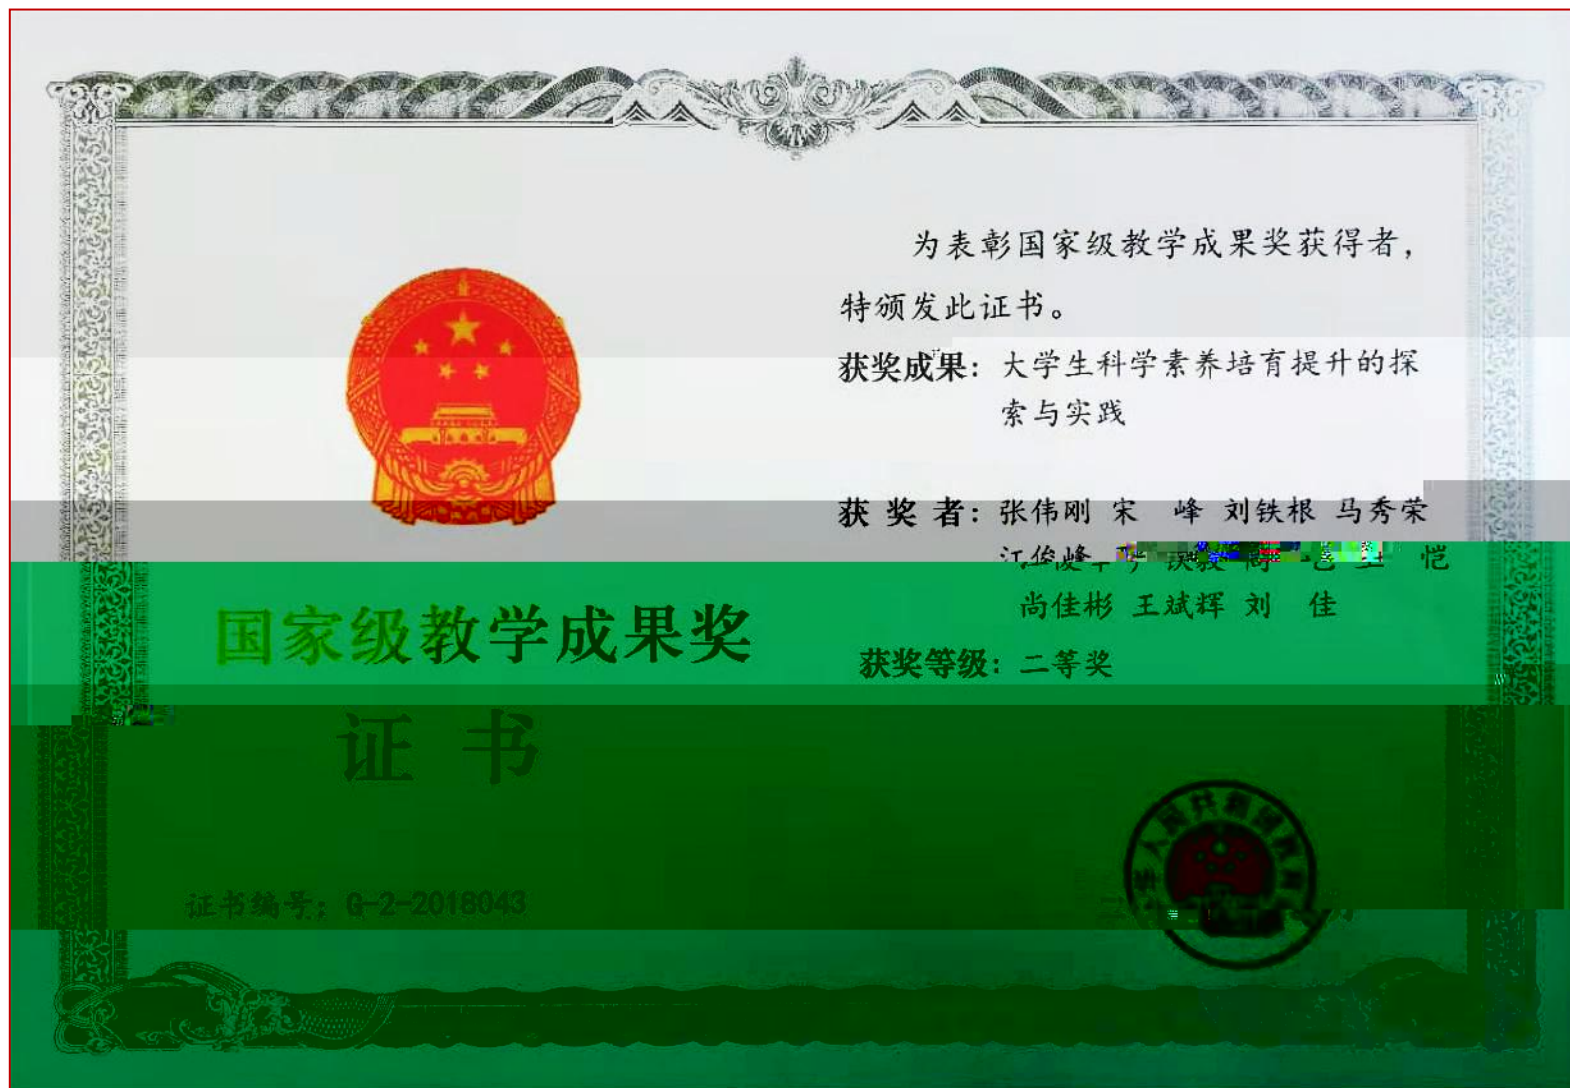 为表彰国家级教学成果奖获得者，
特颁发此证书。
获奖成果：大学生科学素养培育提升的探
索与实践
获 奖 者：张伟刚 宋 峰 刘铁根 马秀荣
恺
尚佳彬 王斌辉 刘 佳
获奖等级：二等奖
国家级教学成果奖
证 书
证书编号：G-2-2018043